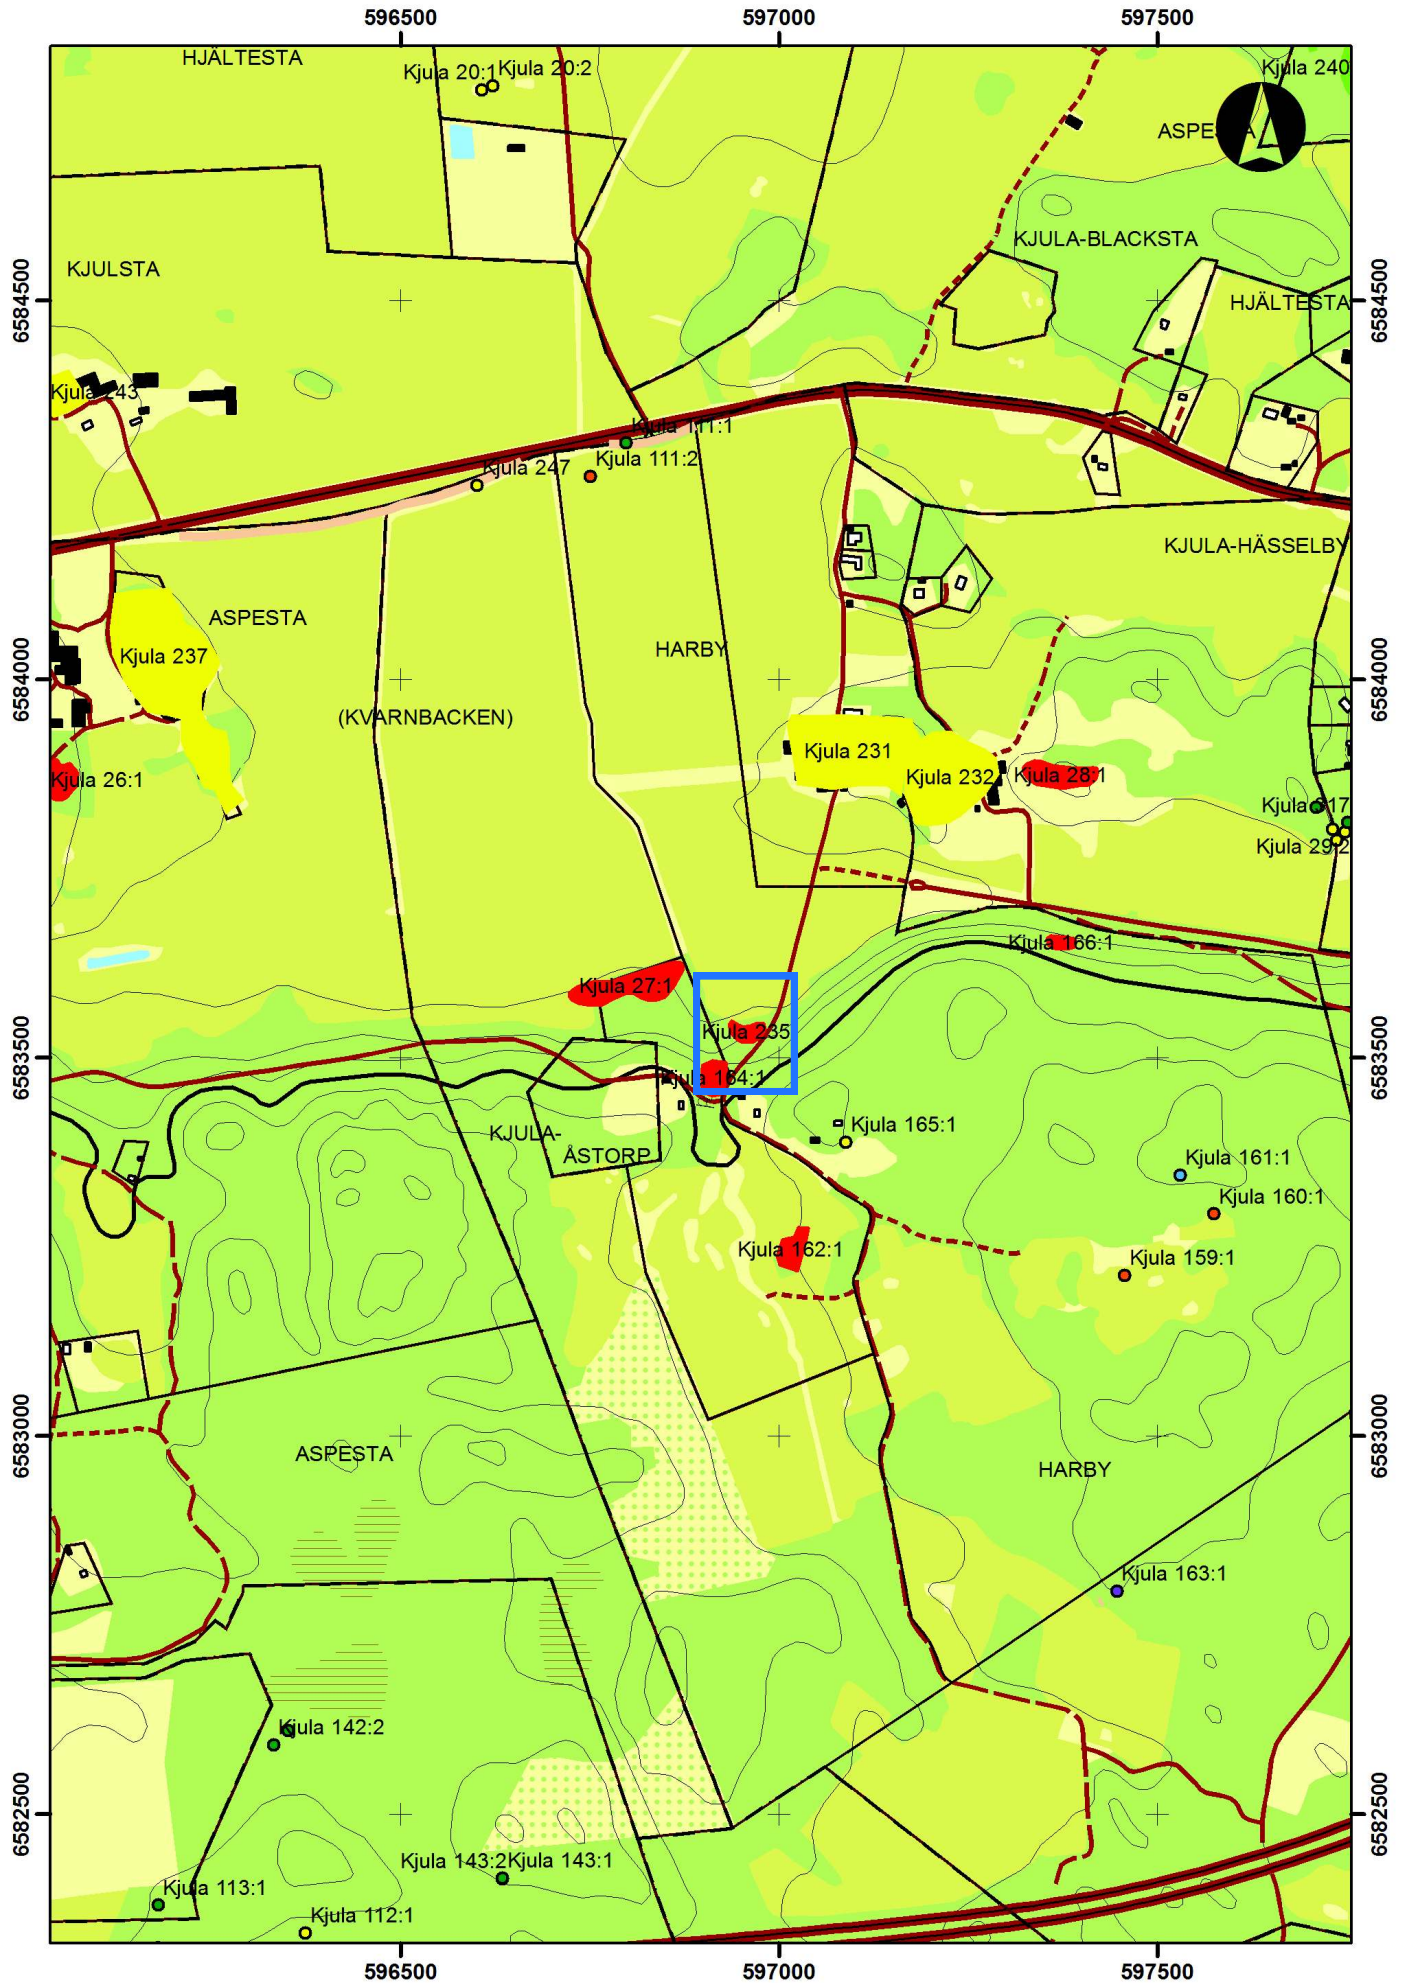 596500
597000
597500
HJÄLTESTA
Kjula 20:1
Kjula 20:2
Kjula 240
KJULA-BLACKSTA
KJULSTA
6584500
HJÄLTESTA
6584500
Kjula 243
Kjula 111:1
Kjula 247
Kjula 111:2
KJULA-HÄSSELBY
ASPESTA
HARBY
Kjula 237
6584000
6584000
(KVARNBACKEN)
Kjula 231
Kjula 232
Kjula 28:1
Kjula 26:1
Kjula 29:2
Kjula 166:1
Kjula 27:1
Kjula 235
6583500
6583500
Kjula 164:1
Kjula 165:1
KJULA-
ÅSTORP
Kjula 161:1
Kjula 160:1
Kjula 162:1
Kjula 159:1
6583000
6583000
ASPESTA
HARBY
Kjula 163:1
Kjula 142:2
6582500
6582500
Kjula 143:2
Kjula 143:1
Kjula 113:1
Kjula 112:1
596500
597000
597500